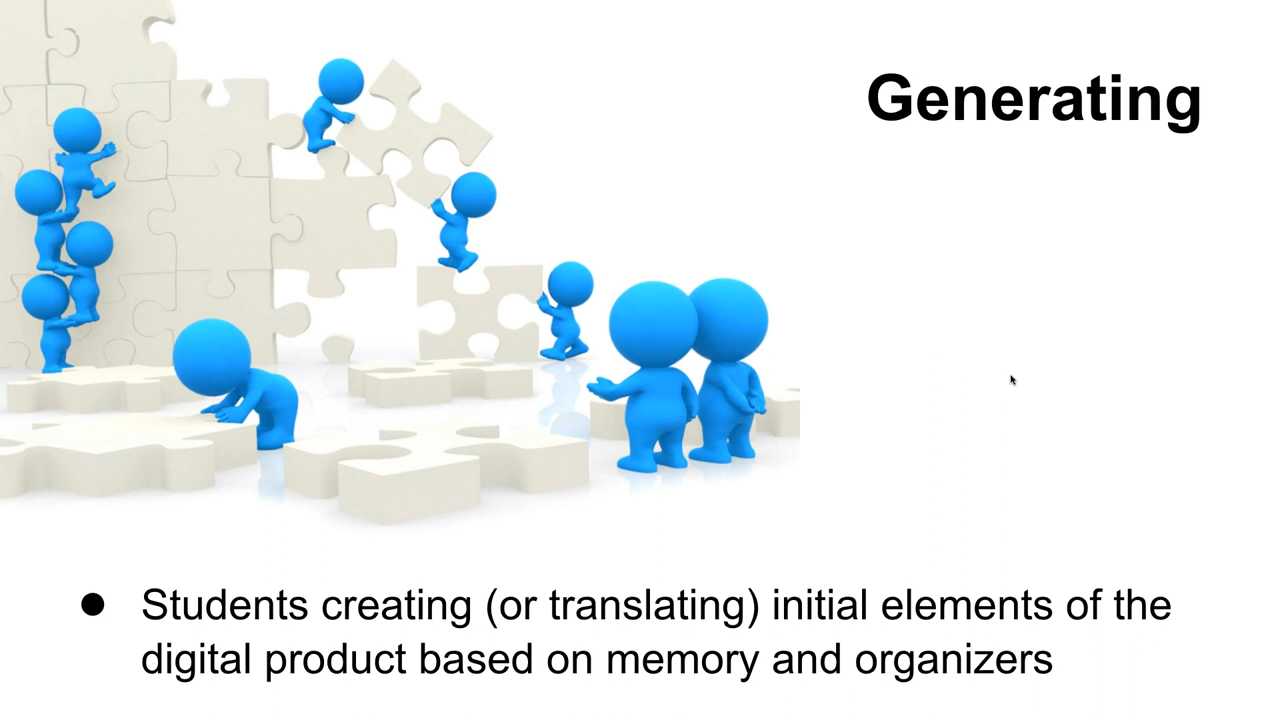 Generating
● Students creating (or translating) initial elements of the
digital product based on memory and organizers